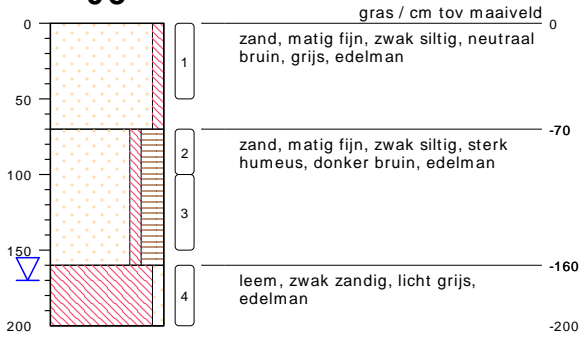 gras / cm tov maaiveld
0
0
zand, matig fijn, zwak siltig, neutraal
bruin, grijs, edelman
1
50
-70
zand, matig fijn, zwak siltig, sterk
humeus, donker bruin, edelman
2
100
3
150
-160
leem, zwak zandig, licht grijs,
edelman
4
200
-200